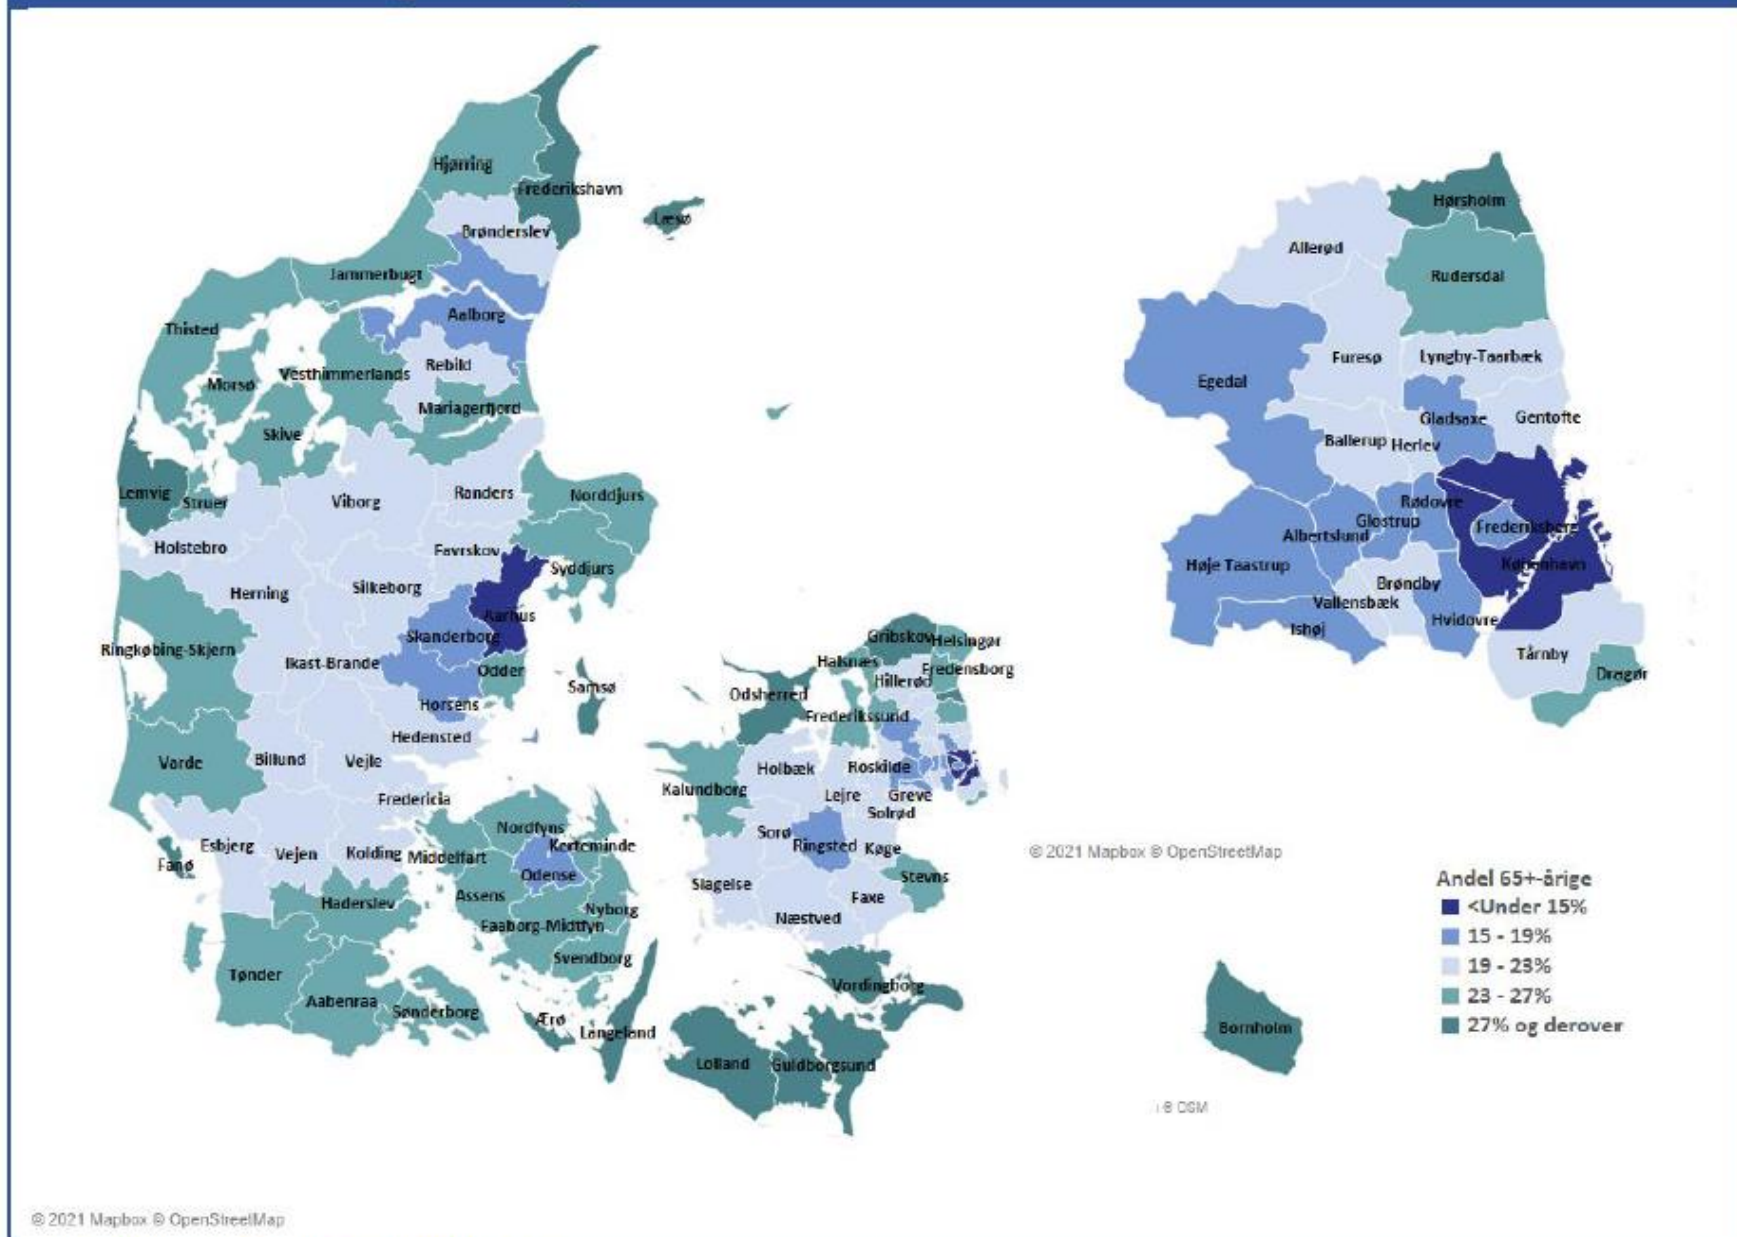 Hjørring
Frederikshavn
Læsø
Brønderslev
Jammerbugt
Aalborg
Thisted
Rebild
Vesthimmerlands
Morsø
Mariagerfjord
Skive
Lemvig
Struer
Viborg
Randers
Norddjurs
Holstebro
Favrskov
Syddjurs
Herning
Silkeborg
Aarhus
Skanderborg
Ringkøbing-Skjern
Ikast-Brande
Odder
Samsø
Horsens
Hedensted
Varde
Billund
Vejle
Fredericia
Esbjerg
Vejen
Kolding
Middelfart
Fanø
Nordfyns
Kerteminde
Odense
Assens
Haderslev
Nyborg
Faaborg-Midtfyn
Svendborg
Tønder
Aabenraa
Sønderborg
Ærø
Langeland
Gribskov
Helsingør
Halsnæs
Fredensborg
Hillerød
Odsherred
Frederikssund
Holbæk
Roskilde
Kalundborg
Lejre
Greve
Solrød
Sorø
Ringsted
Køge
Slagelse
Stevns
Faxe
Næstved
Vordingborg
Lolland
Guldborgsund
Hørsholm
Allerød
Rudersdal
Furesø
Lyngby-Taarbæk
Egedal
Gladsaxe
Gentofte
Ballerup
Herlev
Rødovre
Glostrup
Frederiksberg
Albertslund
Høje Taastrup
København
Brøndby
Vallensbæk
Ishøj
Hvidovre
Tårnby
Dragør
© 2021 Mapbox © OpenStreetMap
Andel 65+-årige
<Under 15%
15 - 19%
19 - 23%
23 - 27%
27% og derover
Bornholm
© OSM
© 2021 Mapbox © OpenStreetMap